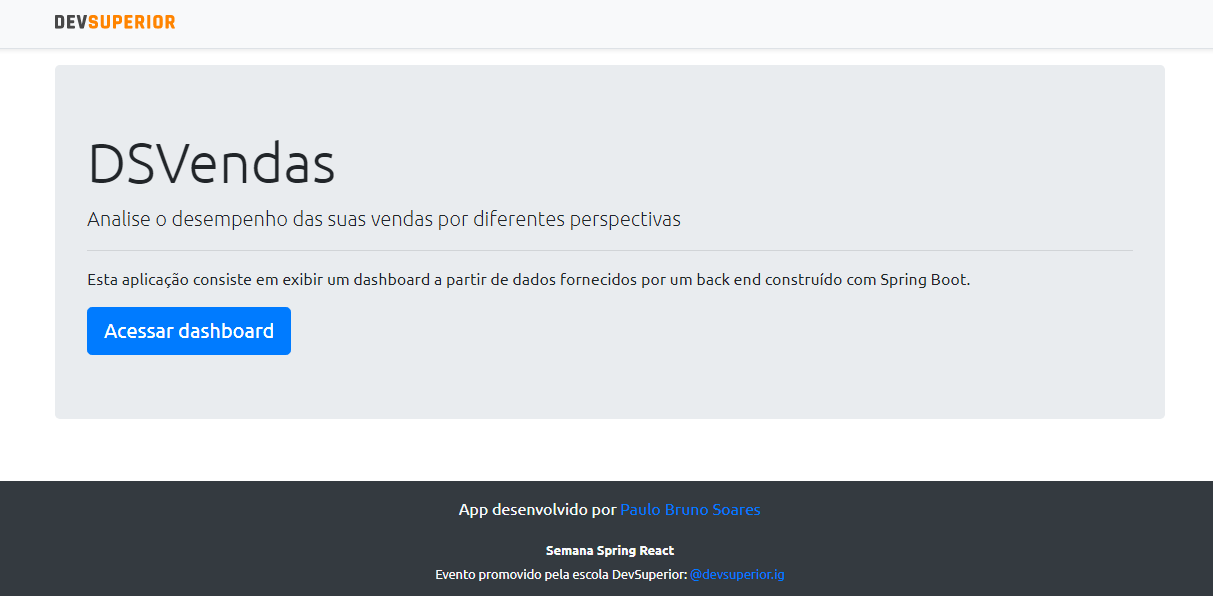 DEVSUPERIOR
DSVendas
Analise o desempenho das suas vendas por diferentes perspectivas
Esta aplicação consiste em exibir um dashboard a partir de dados fornecidos por um back end construído com Spring Boot.
Acessar dashboard
App desenvolvido por Paulo Bruno Soares
Semana Spring React
Evento promovido pela escola DevSuperior: @devsuperior.ig